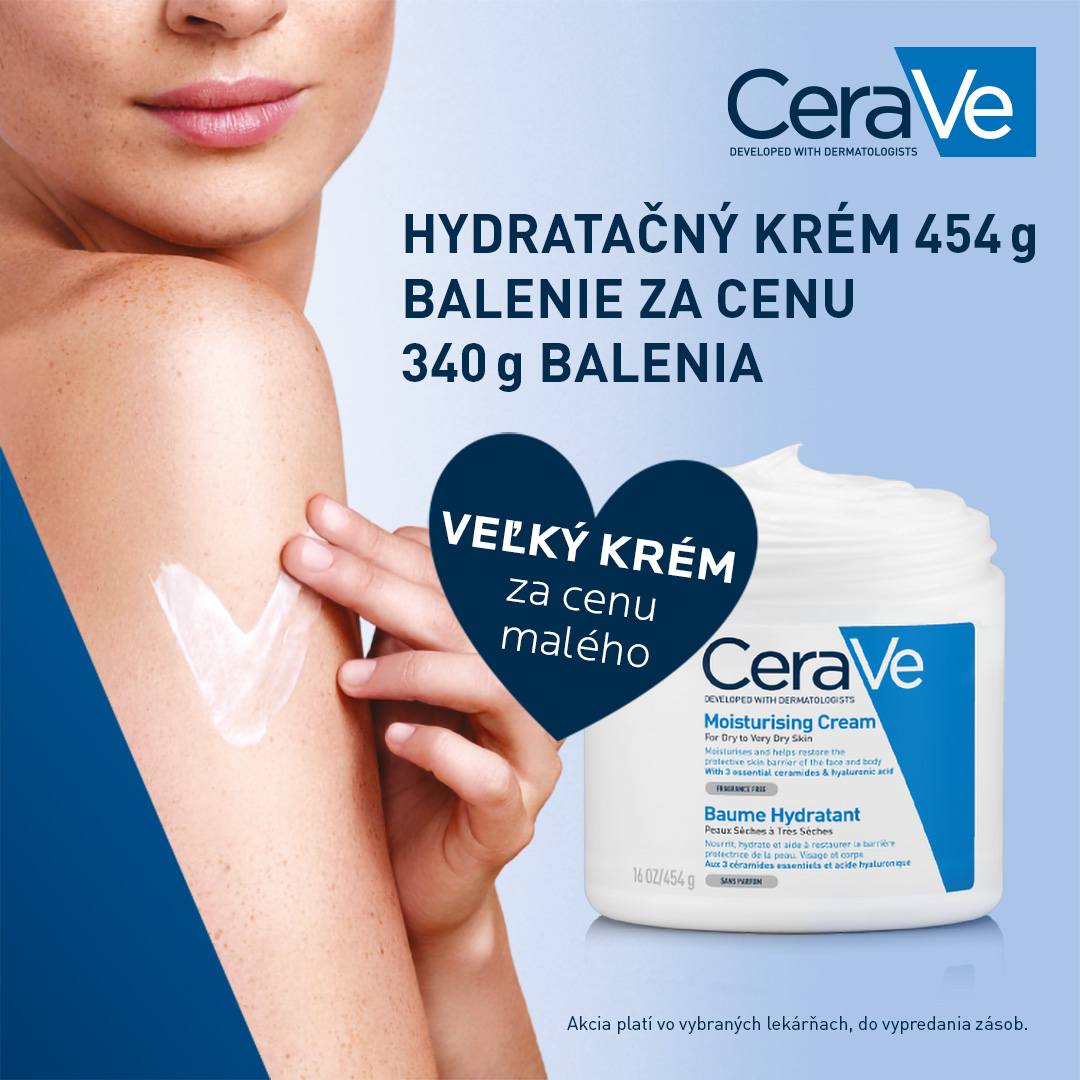 CeraVe
DEVELOPED WITH DERMATOLOGISTS
HYDRATAČNÝ KRÉM 454 g
BALENIE ZA CENU
340 g BALENIA
VEĽKÝ KRÉM
za cenu
malého
CeraVe
DEVELOPED WITH DERMATOLOGISTS
Moisturising Cream
For Dry to Very Dry Skin
Moisturises and helps restore the
protective skin barrier of the face and body
With 3 essential ceramides & hyaluronic acid
FRAGRANCE FREE
Baume Hydratant
Peaux Sèches à Très Sèches
Nourrit, hydrate et aide à restaurer la barrière
protectrice de la peau. Visage et corps
Aux 3 céramides essentiels et acide hyaluronique
16 OZ/454 g
SANS PARFUM
Akcia platí vo vybraných lekárňach, do vypredania zásob.